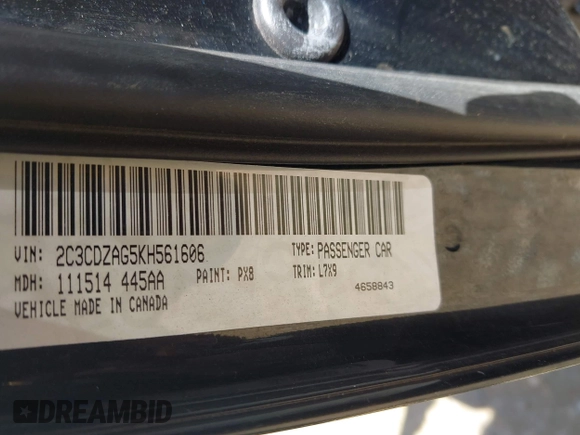 VIN: 2C3CDZAG5KH561606 TYPE: PASSENGER CAR
MDH: 111514 445AA PAINT: PX8 TRIM: L7X9
VEHICLE MADE IN CANADA 4658843
DREAMBID